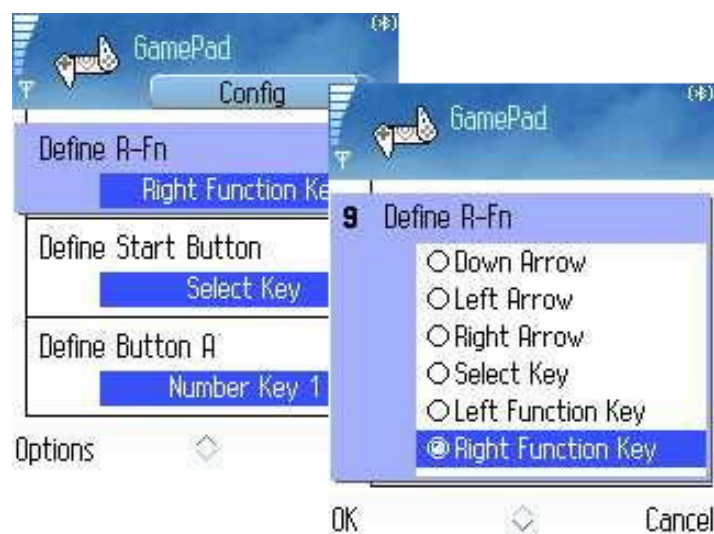 GamePad
Config
Define R-Fn
Right Function Ke
Define Start Button
Select Key
Define Button A
Number Key 1
Options
GamePad
9 Define R-Fn
Down Arrow
Left Arrow
Right Arrow
Select Key
Left Function Key
Right Function Key
OK
Cancel